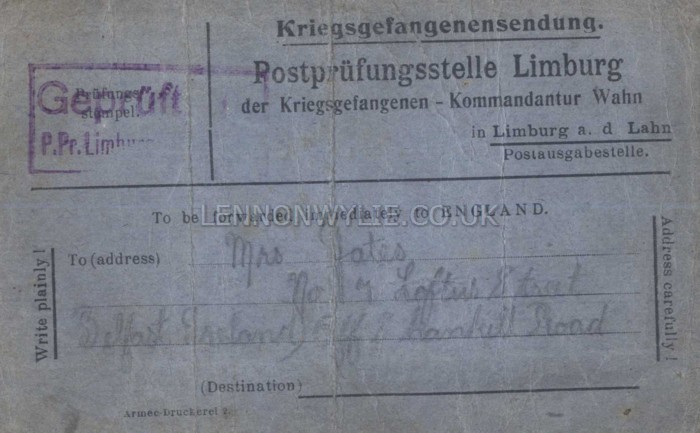 Kriegsgefangenensendung.
Postprüfungsstelle Limburg
der Kriegsgefangenen - Kommandantur Wahn
in Limburg a. d Lahn
Postausgabestelle.
Prüfungs-
stempel.
Geprüft
P.Pr. Limburg
To be forwarded immediately to ENGLAND.
LENNONWYLIE.CO.UK
Write plainly!
To (address) Mrs Yates
No 7 Loftus Street
Belfast Ireland Off Road
Address carefully!
(Destination)
Armee-Druckerei 2.